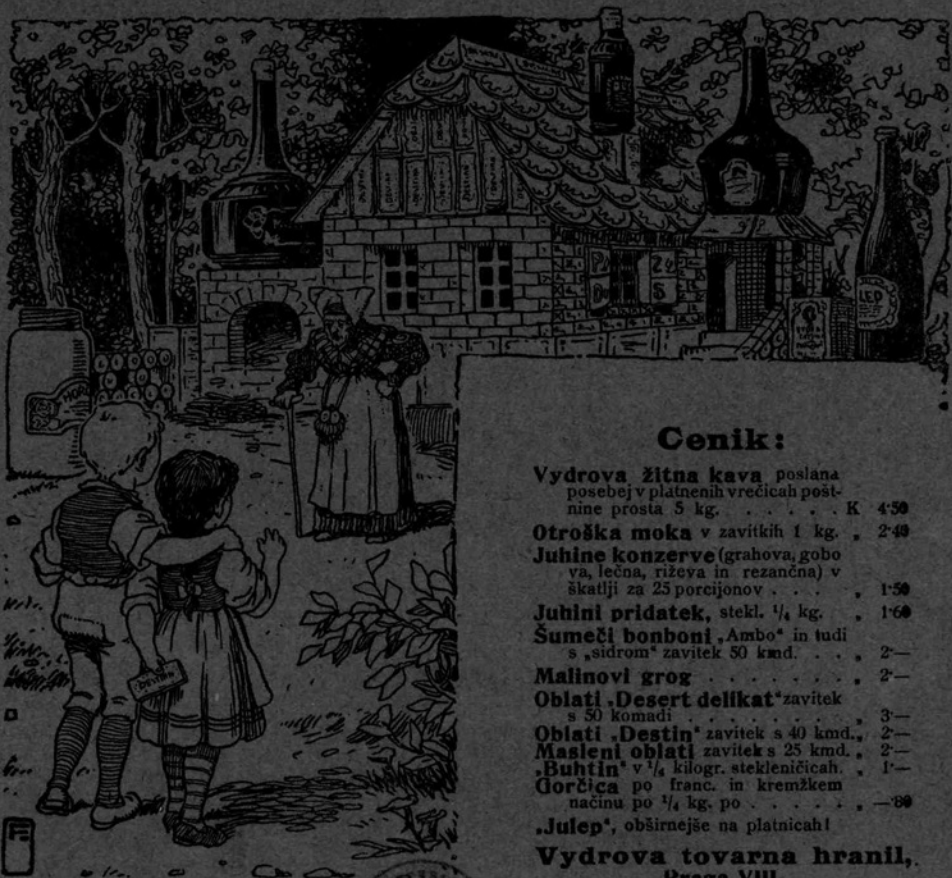 Cenik:
Vydrova žitna kava poslana
posebej v platnenih vrečicah pošt-
nine prosta 5 kg. . . . . . K 4·50
Otroška moka v zavitkih 1 kg. „ 2·40
Juhine konzerve (grahova, gobo
va, lečna, riževa in rezančna) v
škatlji za 25 porcijonov . . . . „ 1·50
Juhini pridatek, stekl. ¼ kg. „ 1·60
Šumeči bonboni „Ambo“ in tudi
s „sidrom“ zavitek 50 kmd. . . . „ 2·—
Malinovi grog . . . . . . . „ 2·—
Oblati „Desert delikat“ zavitek
s 50 komadi . . . . . . . . „ 3·—
Oblati „Destin“ zavitek s 40 kmd. „ 2·—
Masleni oblati zavitek s 25 kmd. „ 2·—
„Buhtin“ v ¼ kilogr. stekleničicah. „ 1·—
Gorčica po franc. in kremžkem
načinu po ¼ kg. po . . . . . „ —·80
„Julep“, obširnejše na platnicah!
Vydrova tovarna hranil,
Praga VIII.
LED
DESTIN